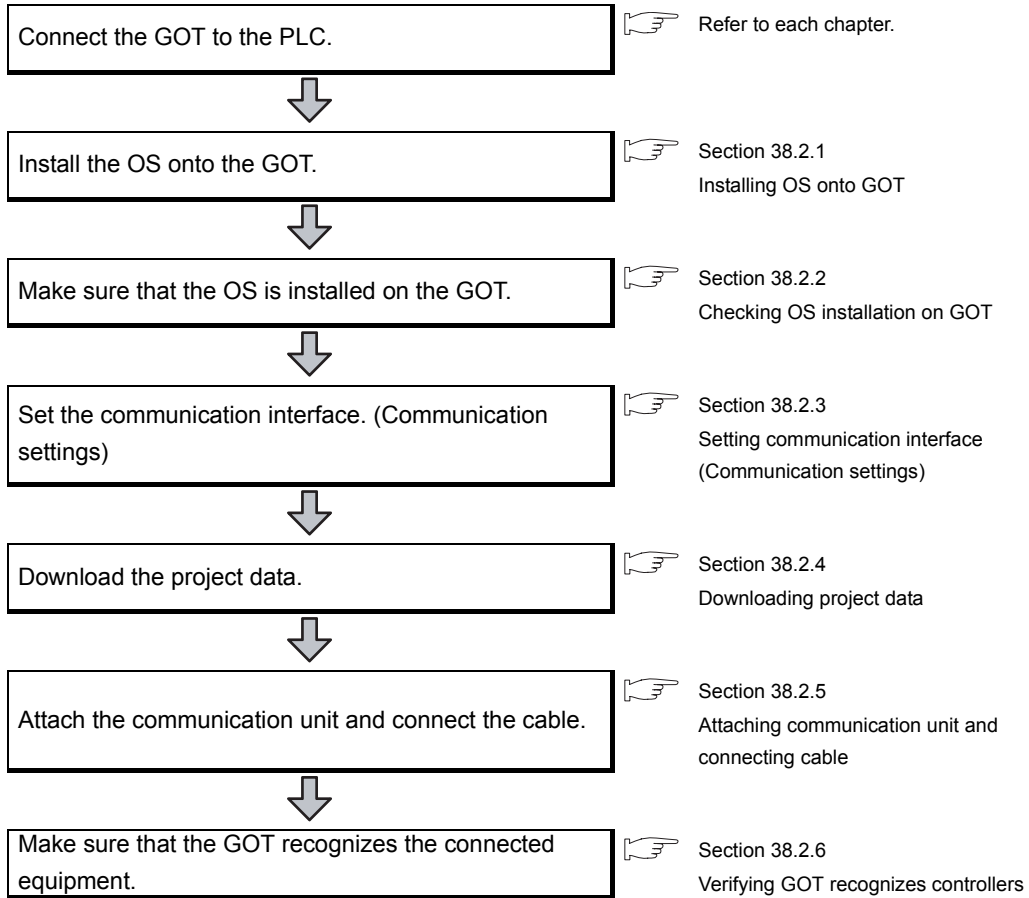 Connect the GOT to the PLC.
Refer to each chapter.
Install the OS onto the GOT.
Section 38.2.1
Installing OS onto GOT
Make sure that the OS is installed on the GOT.
Section 38.2.2
Checking OS installation on GOT
Set the communication interface. (Communication
settings)
Section 38.2.3
Setting communication interface
(Communication settings)
Download the project data.
Section 38.2.4
Downloading project data
Attach the communication unit and connect the cable.
Section 38.2.5
Attaching communication unit and
connecting cable
Make sure that the GOT recognizes the connected
equipment.
Section 38.2.6
Verifying GOT recognizes controllers